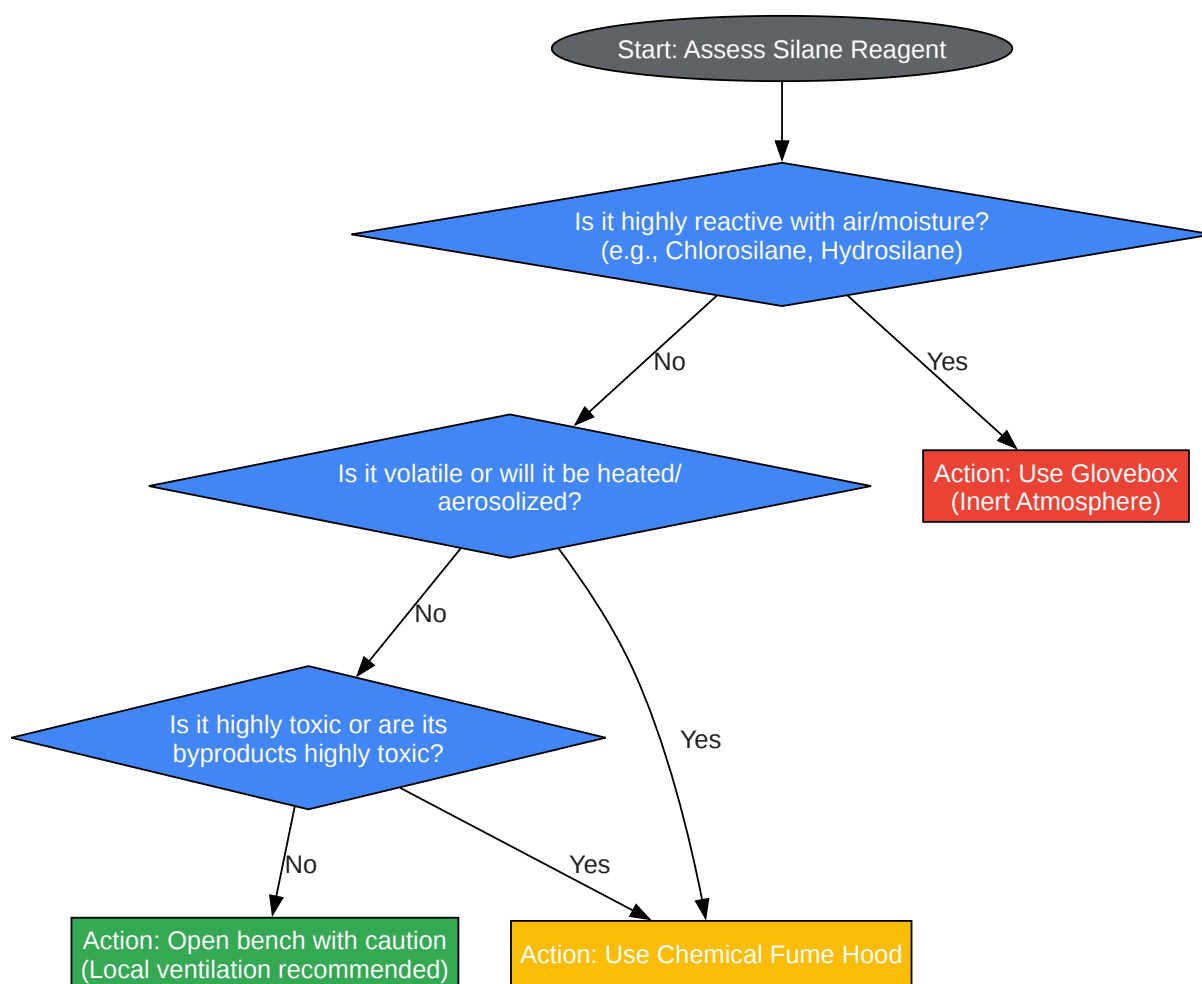 Start: Assess Silane Reagent
Is it highly reactive with air/moisture?
(e.g., Chlorosilane, Hydrosilane)
No
Yes
Is it volatile or will it be heated/
aerosolized?
Action: Use Glovebox
(Inert Atmosphere)
No
Yes
Is it highly toxic or are its
byproducts highly toxic?
No
Yes
Action: Open bench with caution
(Local ventilation recommended)
Action: Use Chemical Fume Hood